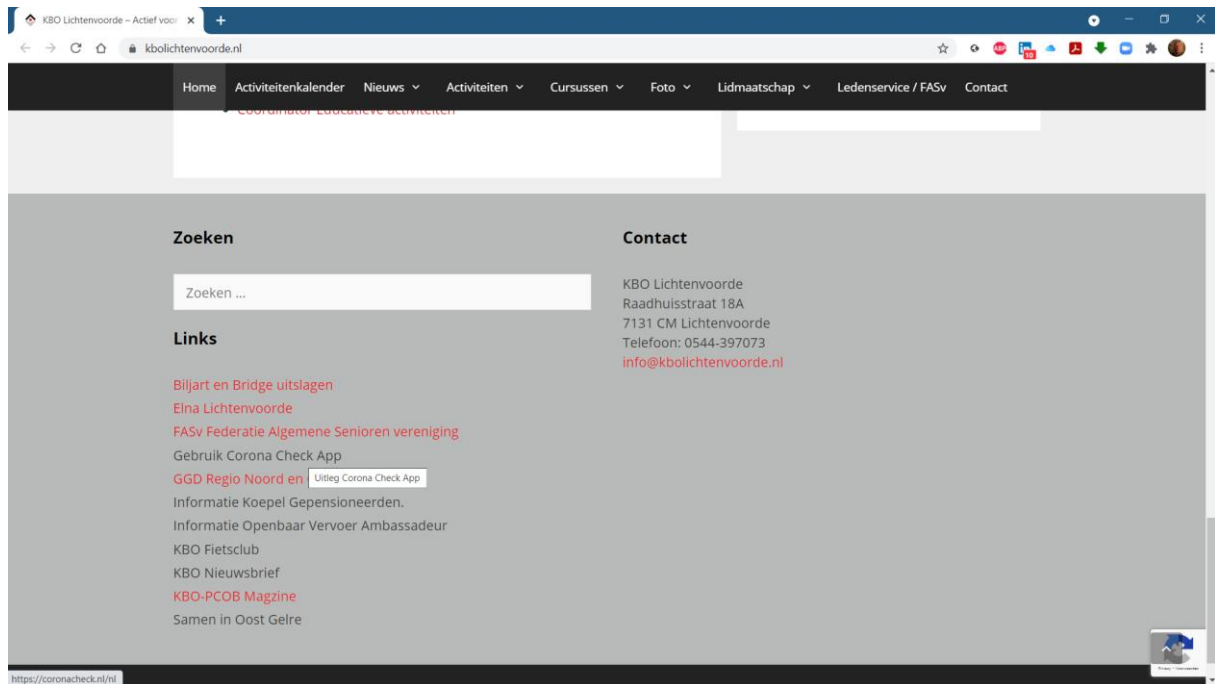 KBO Lichtenvoorde – Actief voor
kbolichtenvoorde.nl
ABP
10
Home Activiteitenkalender Nieuws Activiteiten Cursussen Foto Lidmaatschap Ledenservice / FASv Contact
Coördinator Educatieve activiteiten
Zoeken
Zoeken ...
Links
Biljart en Bridge uitslagen
Elna Lichtenvoorde
FASv Federatie Algemene Senioren vereniging
Gebruik Corona Check App
GGD Regio Noord en
Uitleg Corona Check App
Informatie Koepel Gepensioneerden.
Informatie Openbaar Vervoer Ambassadeur
KBO Fietsclub
KBO Nieuwsbrief
KBO-PCOB Magzine
Samen in Oost Gelre
Contact
KBO Lichtenvoorde
Raadhuisstraat 18A
7131 CM Lichtenvoorde
Telefoon: 0544-397073
info@kbolichtenvoorde.nl
https://coronacheck.nl/nl